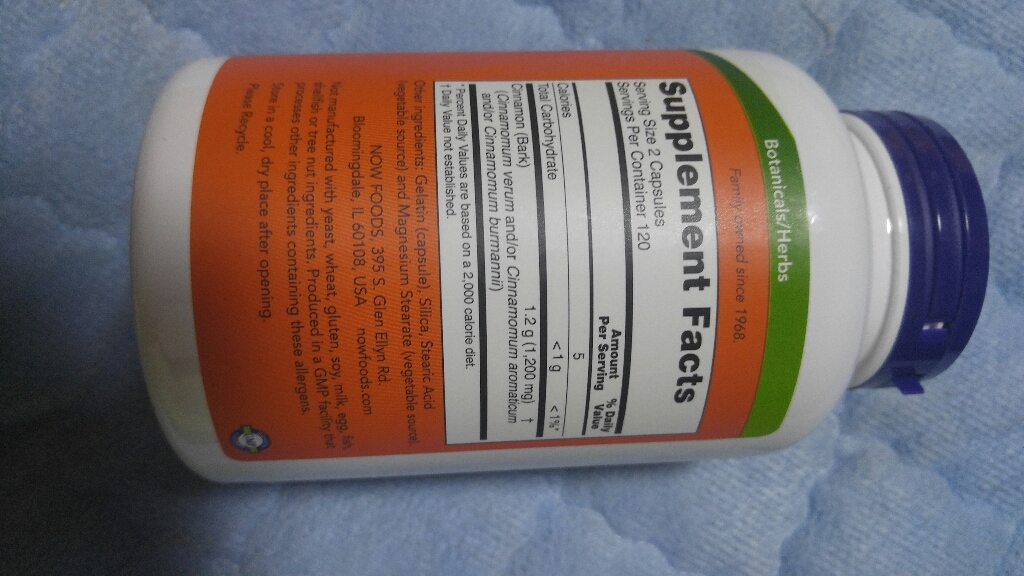 Botanicals/Herbs
Family owned since 1968.
Supplement Facts
Serving Size 2 Capsules
Servings Per Container 120
Amount Per Serving
% Daily Value
Calories 5
Total Carbohydrate <1 g <1%*
Cinnamon (Bark) 1.2 g (1,200 mg) †
(Cinnamomum verum and/or Cinnamomum aromaticum
and/or Cinnamomum burmannii)
*Percent Daily Values are based on a 2,000 calorie diet.
† Daily Value not established.
Other ingredients: Gelatin (capsule), Silica, Stearic Acid
(vegetable source) and Magnesium Stearate (vegetable source).
NOW FOODS, 395 S. Glen Ellyn Rd.
Bloomingdale, IL 60108, USA nowfoods.com
Not manufactured with yeast, wheat, gluten, soy, milk, egg, fish,
shellfish or tree nut ingredients. Produced in a GMP facility that
processes other ingredients containing these allergens.
Store in a cool, dry place after opening.
Please Recycle.